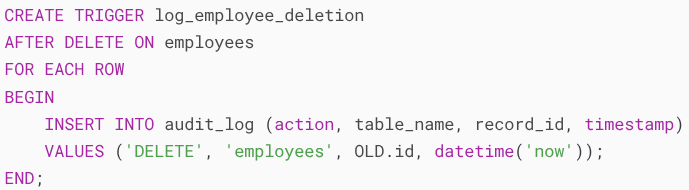 CREATE TRIGGER log_employee_deletion
AFTER DELETE ON employees
FOR EACH ROW
BEGIN
    INSERT INTO audit_log (action, table_name, record_id, timestamp)
    VALUES ('DELETE', 'employees', OLD.id, datetime('now'));
END;